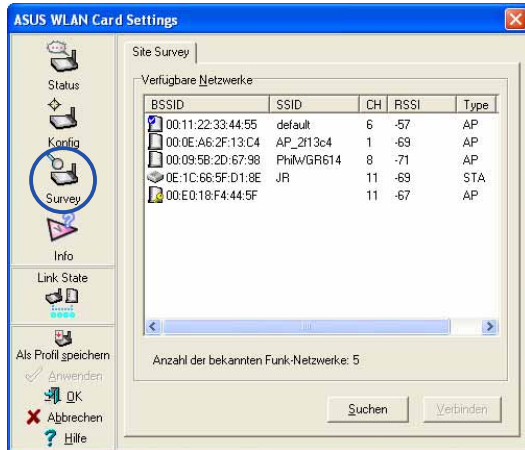 ASUS WLAN Card Settings
Status
Konfig
Survey
Info
Link State
Als Profil speichern
Anwenden
OK
Abbrechen
Hilfe
Site Survey
Verfügbare Netzwerke
BSSID SSID CH RSSI Type
00:11:22:33:44:55 default 6 -57 AP
00:0E:A6:2F:13:C4 AP_2f13c4 1 -69 AP
00:09:5B:2D:67:98 PhilWGR614 8 -71 AP
0E:1C:66:5F:D1:8E JR 11 -69 STA
00:E0:18:F4:44:5F 11 -67 AP
Anzahl der bekannten Funk-Netzwerke: 5
Suchen Verbinden